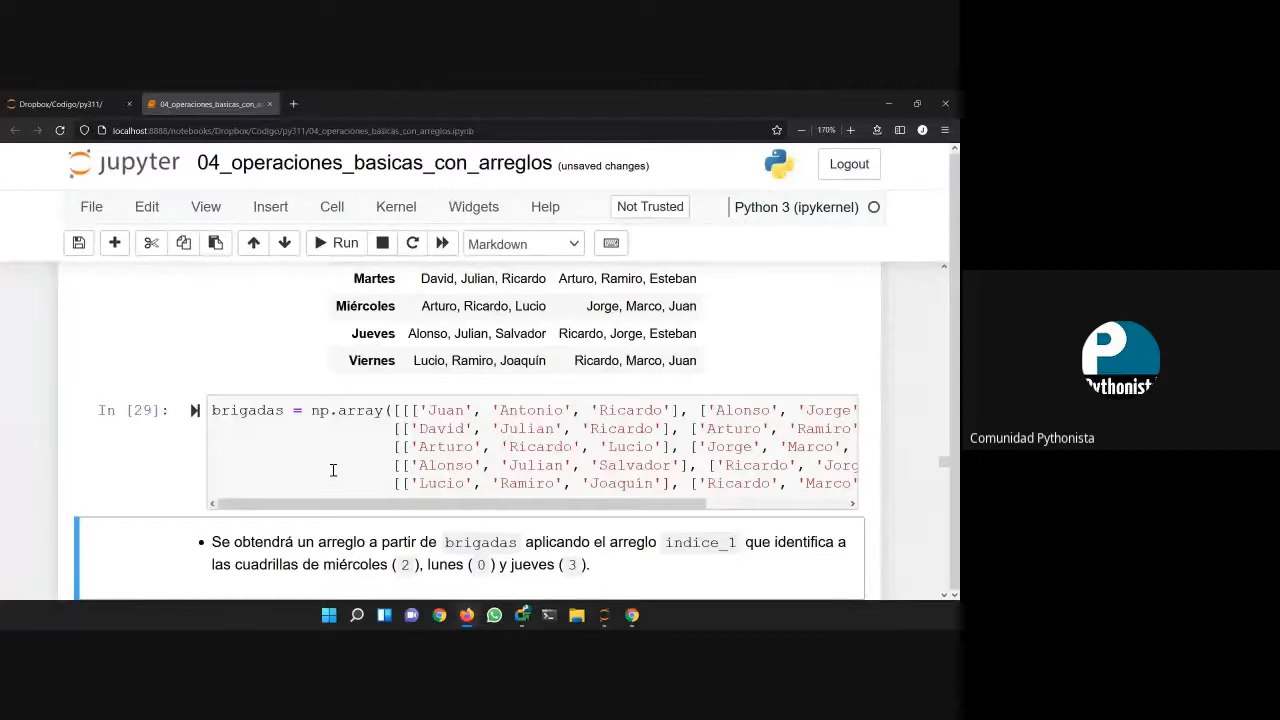 Dropbox/Codigo/py311/
04_operaciones_basicas_con_a
localhost:8888/notebooks/Dropbox/Codigo/py311/04_operaciones_basicas_con_arreglos.ipynb
170%
jupyter 04_operaciones_basicas_con_arreglos (unsaved changes)
Logout
File Edit View Insert Cell Kernel Widgets Help
Not Trusted
Python 3 (ipykernel)
Run
Markdown
Martes David, Julian, Ricardo Arturo, Ramiro, Esteban
Miércoles Arturo, Ricardo, Lucio Jorge, Marco, Juan
Jueves Alonso, Julian, Salvador Ricardo, Jorge, Esteban
Viernes Lucio, Ramiro, Joaquín Ricardo, Marco, Juan
In [29]: brigadas = np.array([[['Juan', 'Antonio', 'Ricardo'], ['Alonso', 'Jorge'
[['David', 'Julian', 'Ricardo'], ['Arturo', 'Ramiro'
[['Arturo', 'Ricardo', 'Lucio'], ['Jorge', 'Marco',
[['Alonso', 'Julian', 'Salvador'], ['Ricardo', 'Jorg
[['Lucio', 'Ramiro', 'Joaquín'], ['Ricardo', 'Marco'
• Se obtendrá un arreglo a partir de brigadas aplicando el arreglo indice_1 que identifica a
las cuadrillas de miércoles ( 2 ), lunes ( 0 ) y jueves ( 3 ).
Pythonist
Comunidad Pythonista